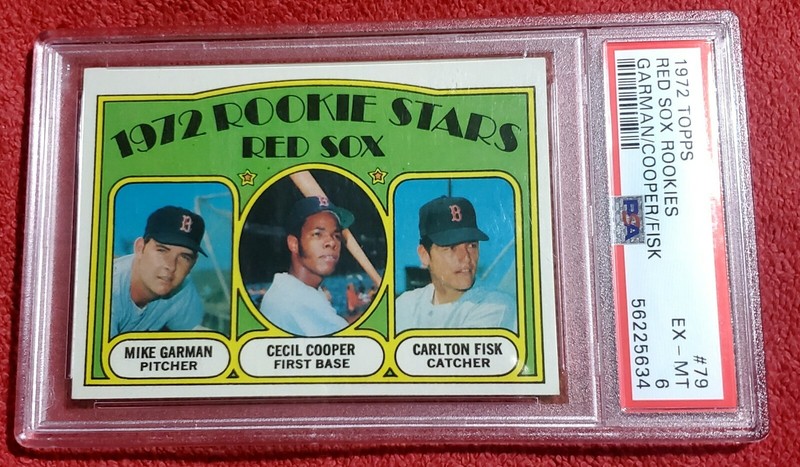 1972 ROOKIE STARS
RED SOX
B
B
MIKE GARMAN
PITCHER
CECIL COOPER
FIRST BASE
CARLTON FISK
CATCHER
1972 TOPPS #79
RED SOX ROOKIES EX - MT
GARMAN/COOPER/FISK 6
PSA 56225634